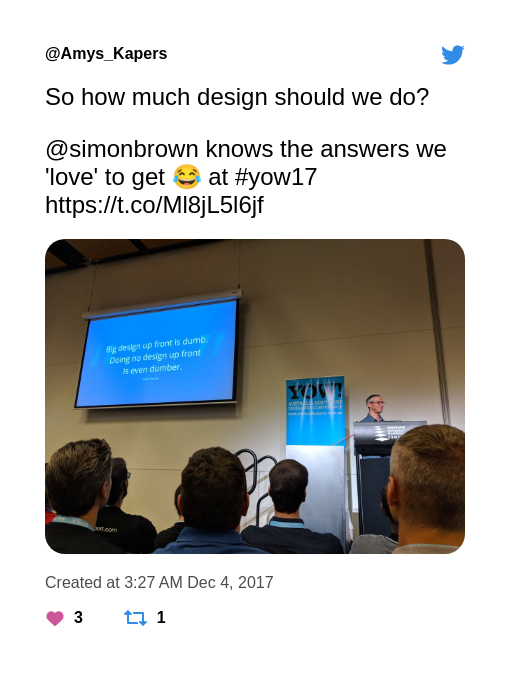 @Amys_Kapers
So how much design should we do?
@simonbrown knows the answers we
'love' to get 😂 at #yow17
https://t.co/Ml8jL5l6jf
Big design up front is dumb.
Doing no design up front
is even dumber.
YOW!
Created at 3:27 AM Dec 4, 2017
3
1